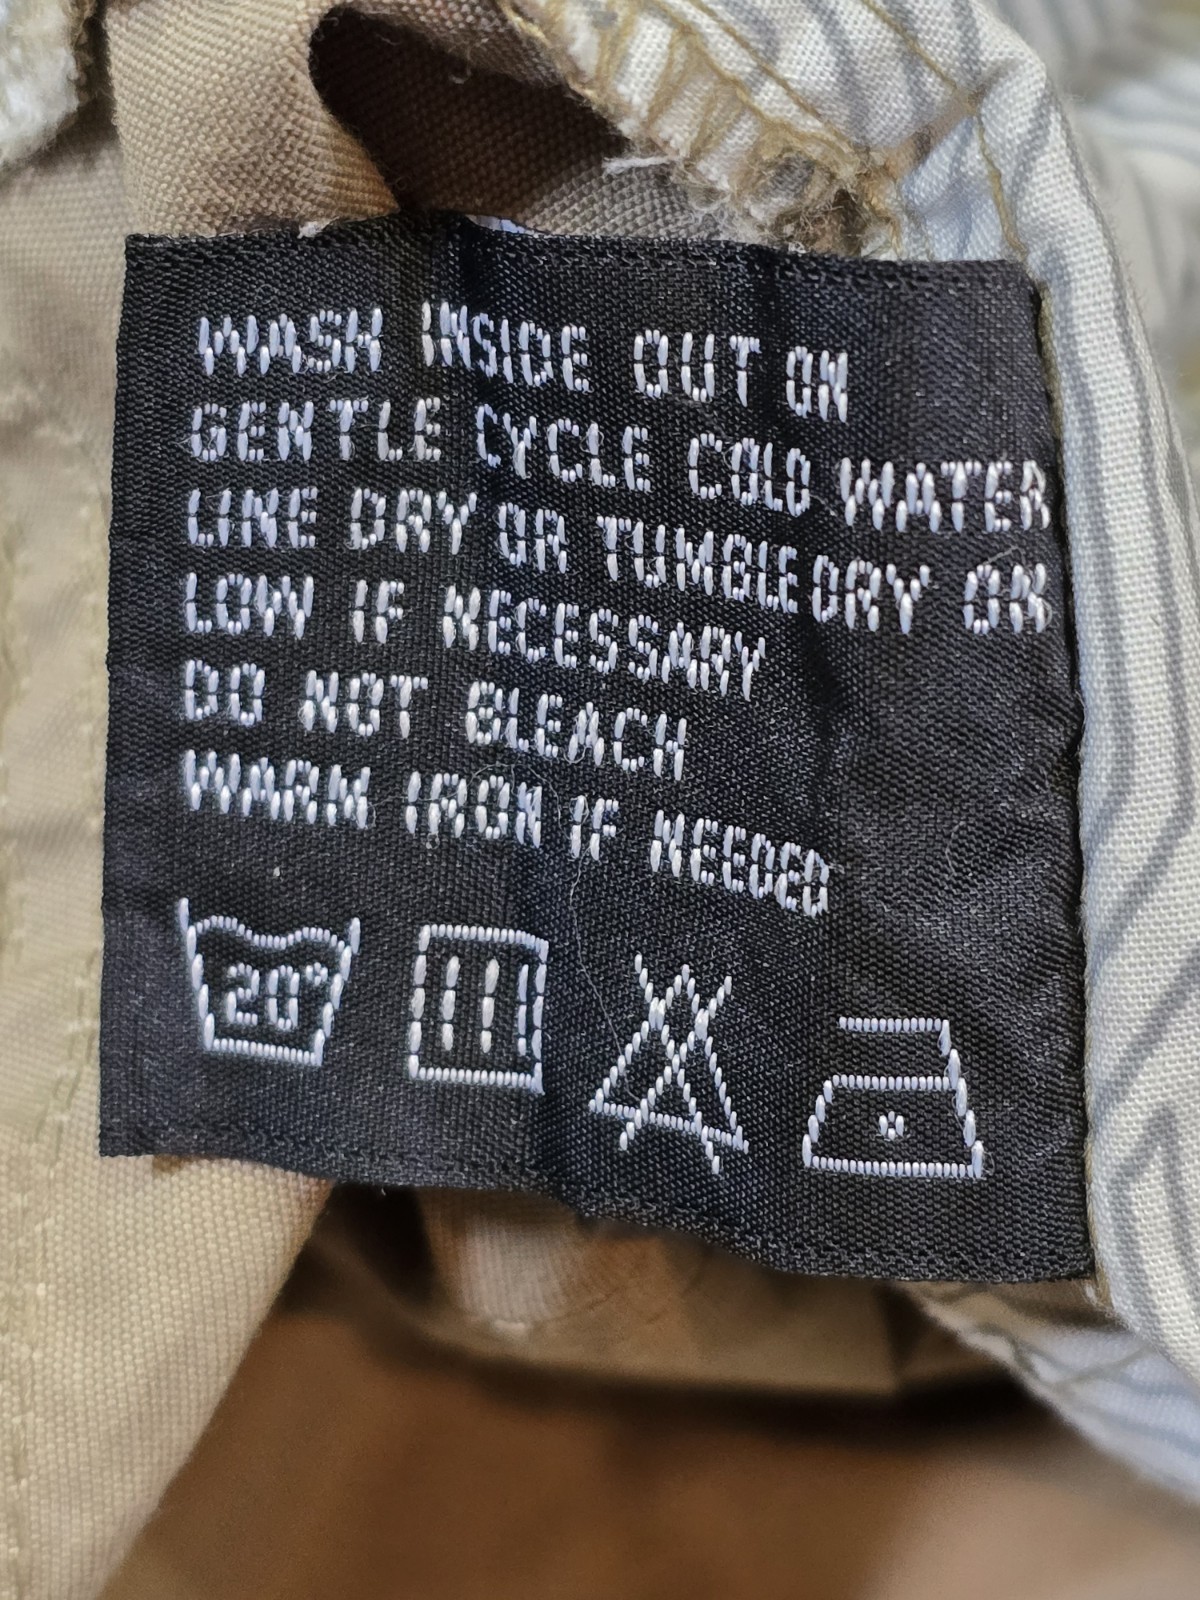 WASH INSIDE OUT ON
GENTLE CYCLE COLD WATER
LINE DRY OR TUMBLE DRY ON
LOW IF NECESSARY
DO NOT BLEACH
WARM IRON IF NEEDED
20°